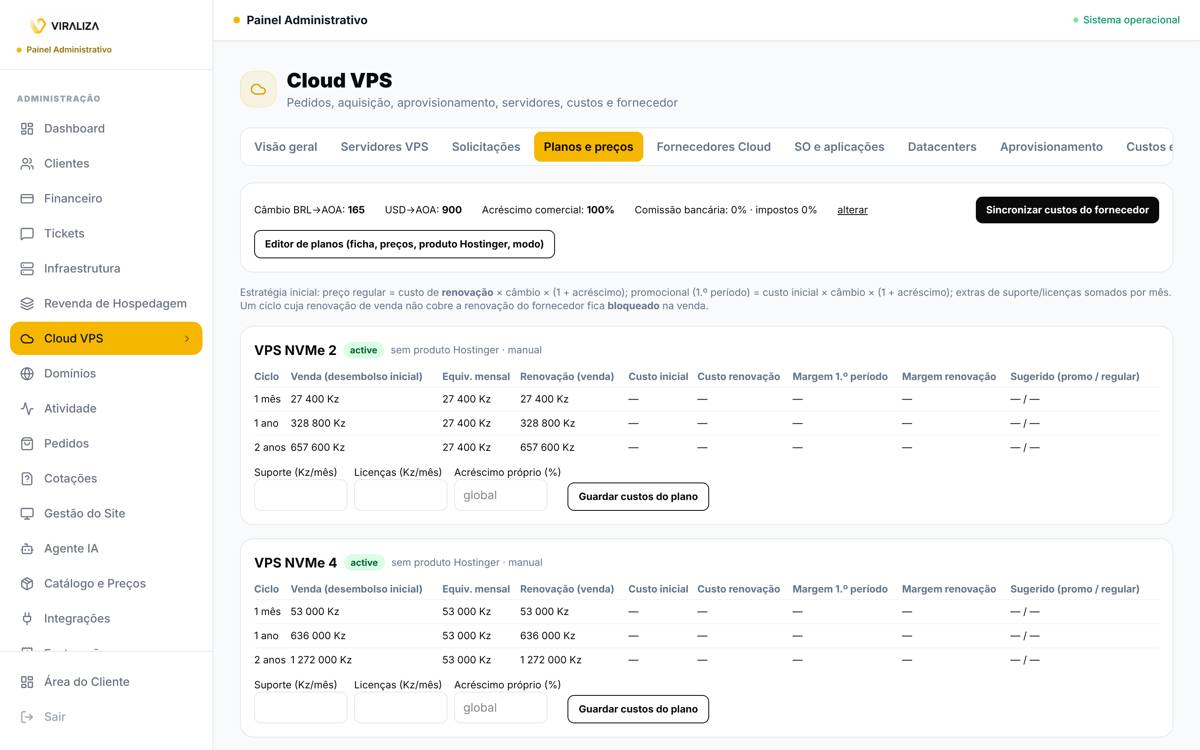 VIRALIZA
Painel Administrativo
ADMINISTRAÇÃO
Dashboard
Clientes
Financeiro
Tickets
Infraestrutura
Revenda de Hospedagem
Cloud VPS
Domínios
Atividade
Pedidos
Cotações
Gestão do Site
Agente IA
Catálogo e Preços
Integrações
Área do Cliente
Sair
Painel Administrativo
Sistema operacional
Cloud VPS
Pedidos, aquisição, aprovisionamento, servidores, custos e fornecedor
Visão geral Servidores VPS Solicitações Planos e preços Fornecedores Cloud SO e aplicações Datacenters Aprovisionamento Custos e
Câmbio BRL→AOA: 165 USD→AOA: 900 Acréscimo comercial: 100% Comissão bancária: 0% · impostos 0% alterar Sincronizar custos do fornecedor
Editor de planos (ficha, preços, produto Hostinger, modo)
Estratégia inicial: preço regular = custo de renovação × câmbio × (1 + acréscimo); promocional (1.º período) = custo inicial × câmbio × (1 + acréscimo); extras de suporte/licenças somados por mês.
Um ciclo cuja renovação de venda não cobre a renovação do fornecedor fica bloqueado na venda.
VPS NVMe 2 active sem produto Hostinger · manual
Ciclo Venda (desembolso inicial) Equiv. mensal Renovação (venda) Custo inicial Custo renovação Margem 1.º período Margem renovação Sugerido (promo / regular)
1 mês 27 400 Kz 27 400 Kz 27 400 Kz — — — — — / —
1 ano 328 800 Kz 27 400 Kz 328 800 Kz — — — — — / —
2 anos 657 600 Kz 27 400 Kz 657 600 Kz — — — — — / —
Suporte (Kz/mês) Licenças (Kz/mês) Acréscimo próprio (%)
global Guardar custos do plano
VPS NVMe 4 active sem produto Hostinger · manual
Ciclo Venda (desembolso inicial) Equiv. mensal Renovação (venda) Custo inicial Custo renovação Margem 1.º período Margem renovação Sugerido (promo / regular)
1 mês 53 000 Kz 53 000 Kz 53 000 Kz — — — — — / —
1 ano 636 000 Kz 53 000 Kz 636 000 Kz — — — — — / —
2 anos 1 272 000 Kz 53 000 Kz 1 272 000 Kz — — — — — / —
Suporte (Kz/mês) Licenças (Kz/mês) Acréscimo próprio (%)
global Guardar custos do plano